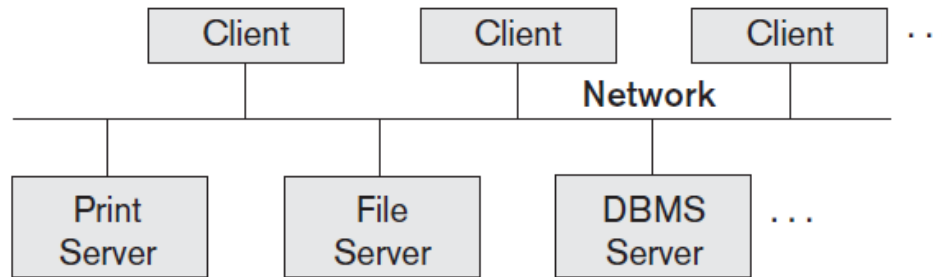 Client Client Client . .
Network
Print File DBMS . . .
Server Server Server